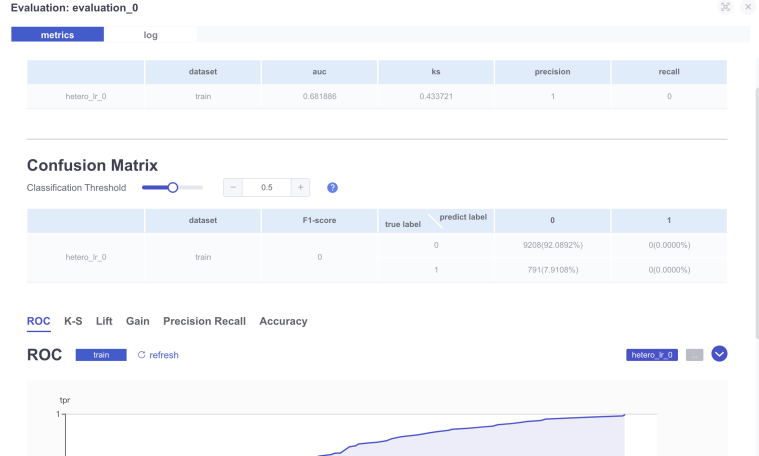 Evaluation: evaluation_0
metrics log
dataset auc ks precision recall
hetero_lr_0 train 0.681886 0.433721 1 0
Confusion Matrix
Classification Threshold − 0.5 + ?
dataset F1-score true label predict label 0 1
hetero_lr_0 train 0 0 9208(92.0892%) 0(0.0000%)
1 791(7.9108%) 0(0.0000%)
ROC K-S Lift Gain Precision Recall Accuracy
ROC train refresh hetero_lr_0 ...
tpr
1